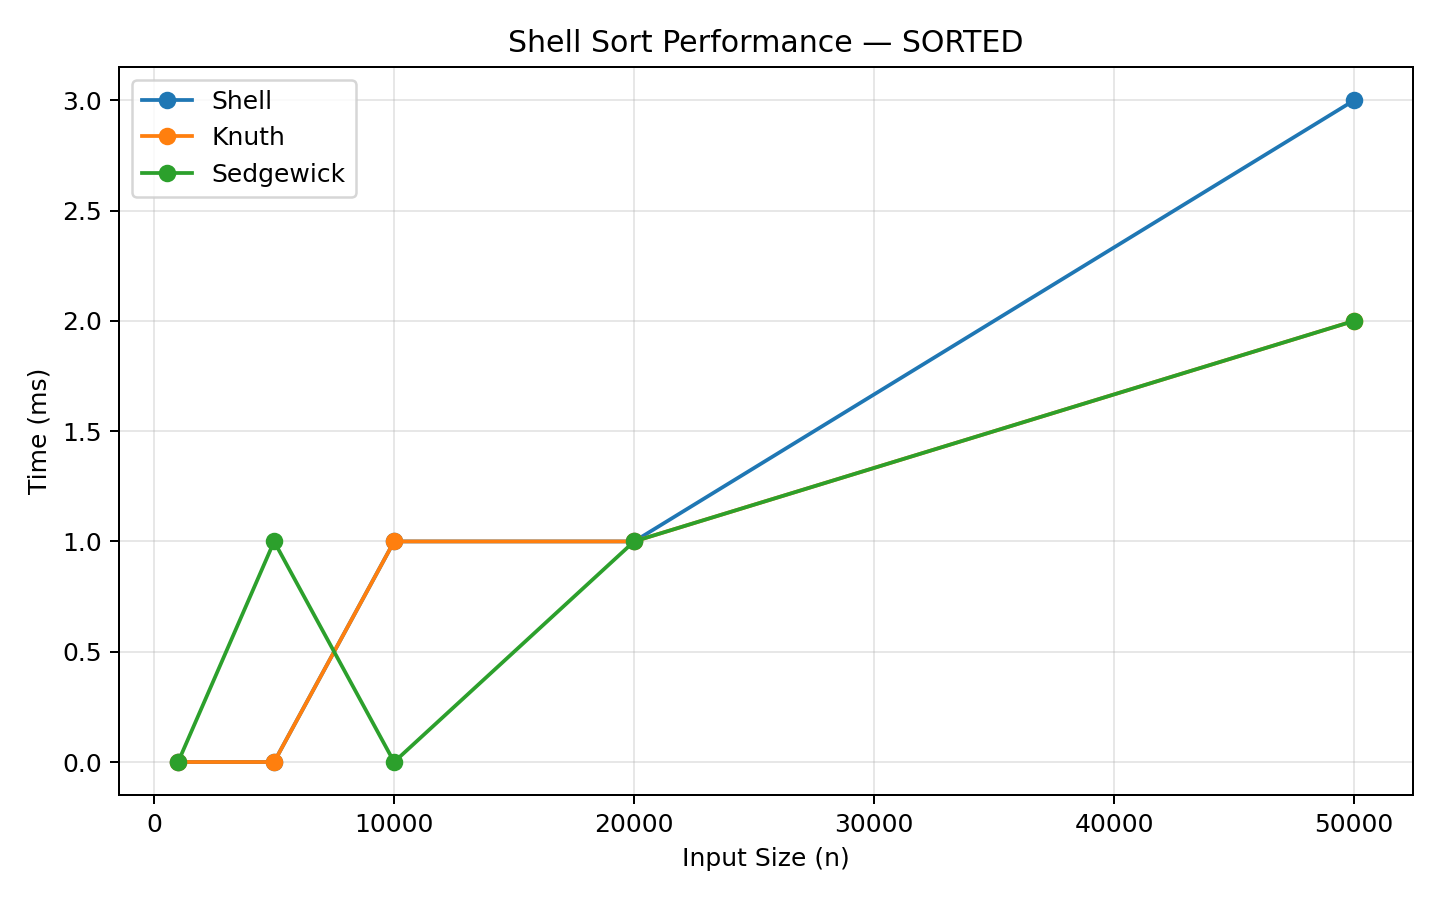 Shell Sort Performance — SORTED
Shell
Knuth
Sedgewick
3.0
2.5
2.0
1.5
1.0
0.5
0.0
Time (ms)
0 10000 20000 30000 40000 50000
Input Size (n)